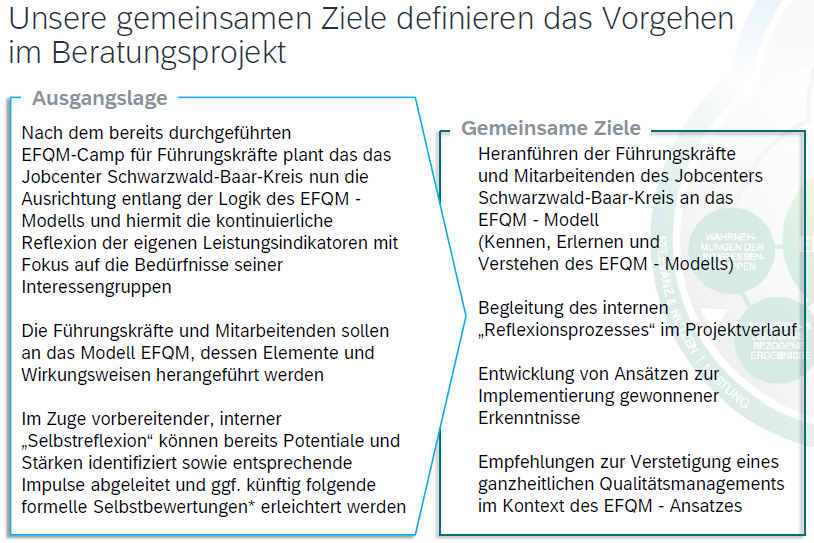 Unsere gemeinsamen Ziele definieren das Vorgehen
im Beratungsprojekt
Ausgangslage
Nach dem bereits durchgeführten
EFQM-Camp für Führungskräfte plant das das
Jobcenter Schwarzwald-Baar-Kreis nun die
Ausrichtung entlang der Logik des EFQM -
Modells und hiermit die kontinuierliche
Reflexion der eigenen Leistungsindikatoren mit
Fokus auf die Bedürfnisse seiner
Interessengruppen
Die Führungskräfte und Mitarbeitenden sollen
an das Modell EFQM, dessen Elemente und
Wirkungsweisen herangeführt werden
Im Zuge vorbereitender, interner
„Selbstreflexion“ können bereits Potentiale und
Stärken identifiziert sowie entsprechende
Impulse abgeleitet und ggf. künftig folgende
formelle Selbstbewertungen* erleichtert werden
Gemeinsame Ziele
Heranführen der Führungskräfte
und Mitarbeitenden des Jobcenters
Schwarzwald-Baar-Kreis an das
EFQM - Modell
(Kennen, Erlernen und
Verstehen des EFQM - Modells)
Begleitung des internen
„Reflexionsprozesses“ im Projektverlauf
Entwicklung von Ansätzen zur
Implementierung gewonnener
Erkenntnisse
Empfehlungen zur Verstetigung eines
ganzheitlichen Qualitätsmanagements
im Kontext des EFQM - Ansatzes
WAHRNEH-
MUNGEN DER
INTERESSEN-
GRUPPEN
BEZOGENE
ERGEBNISSE